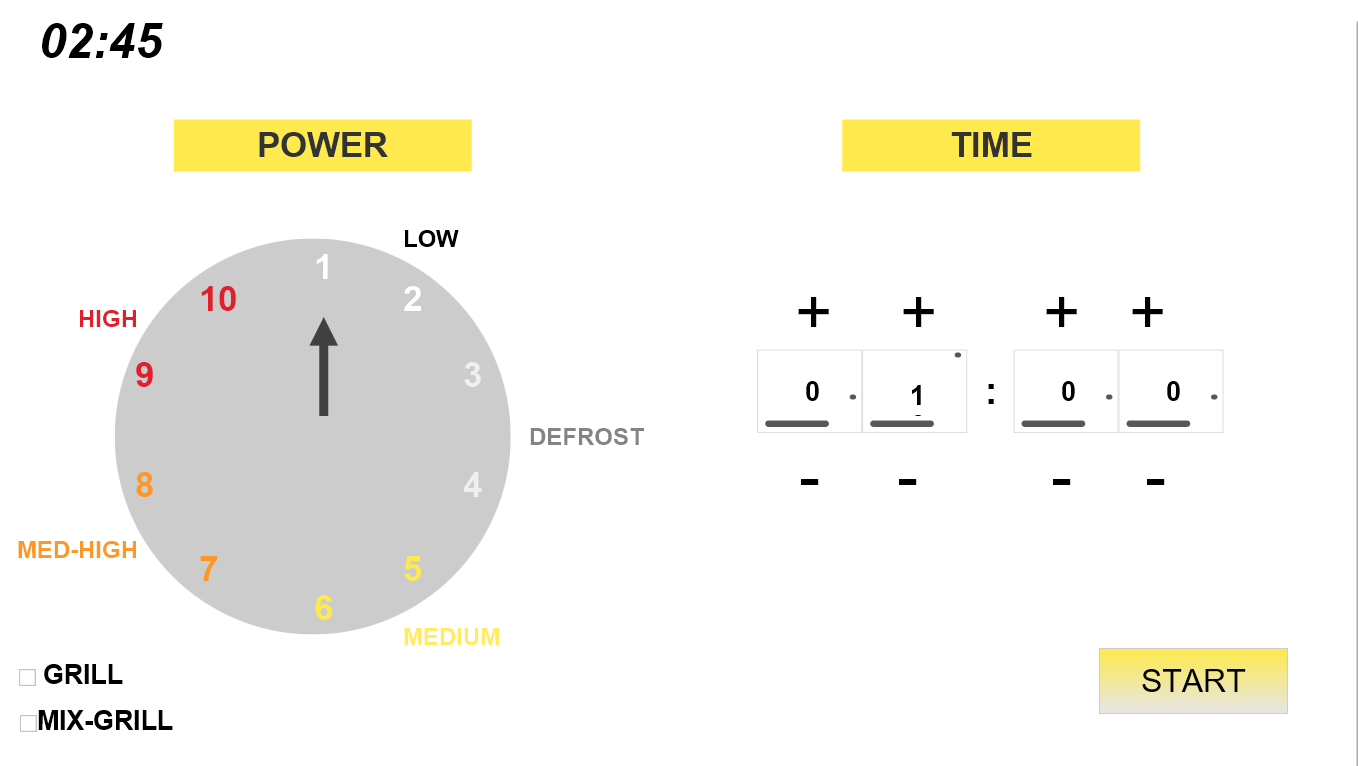 02:45
POWER
TIME
LOW
1
10
2
HIGH
9
3
DEFROST
8
4
MED-HIGH
7
5
6
MEDIUM
+ + + +
0 1 : 0 0
- - - -
GRILL
MIX-GRILL
START